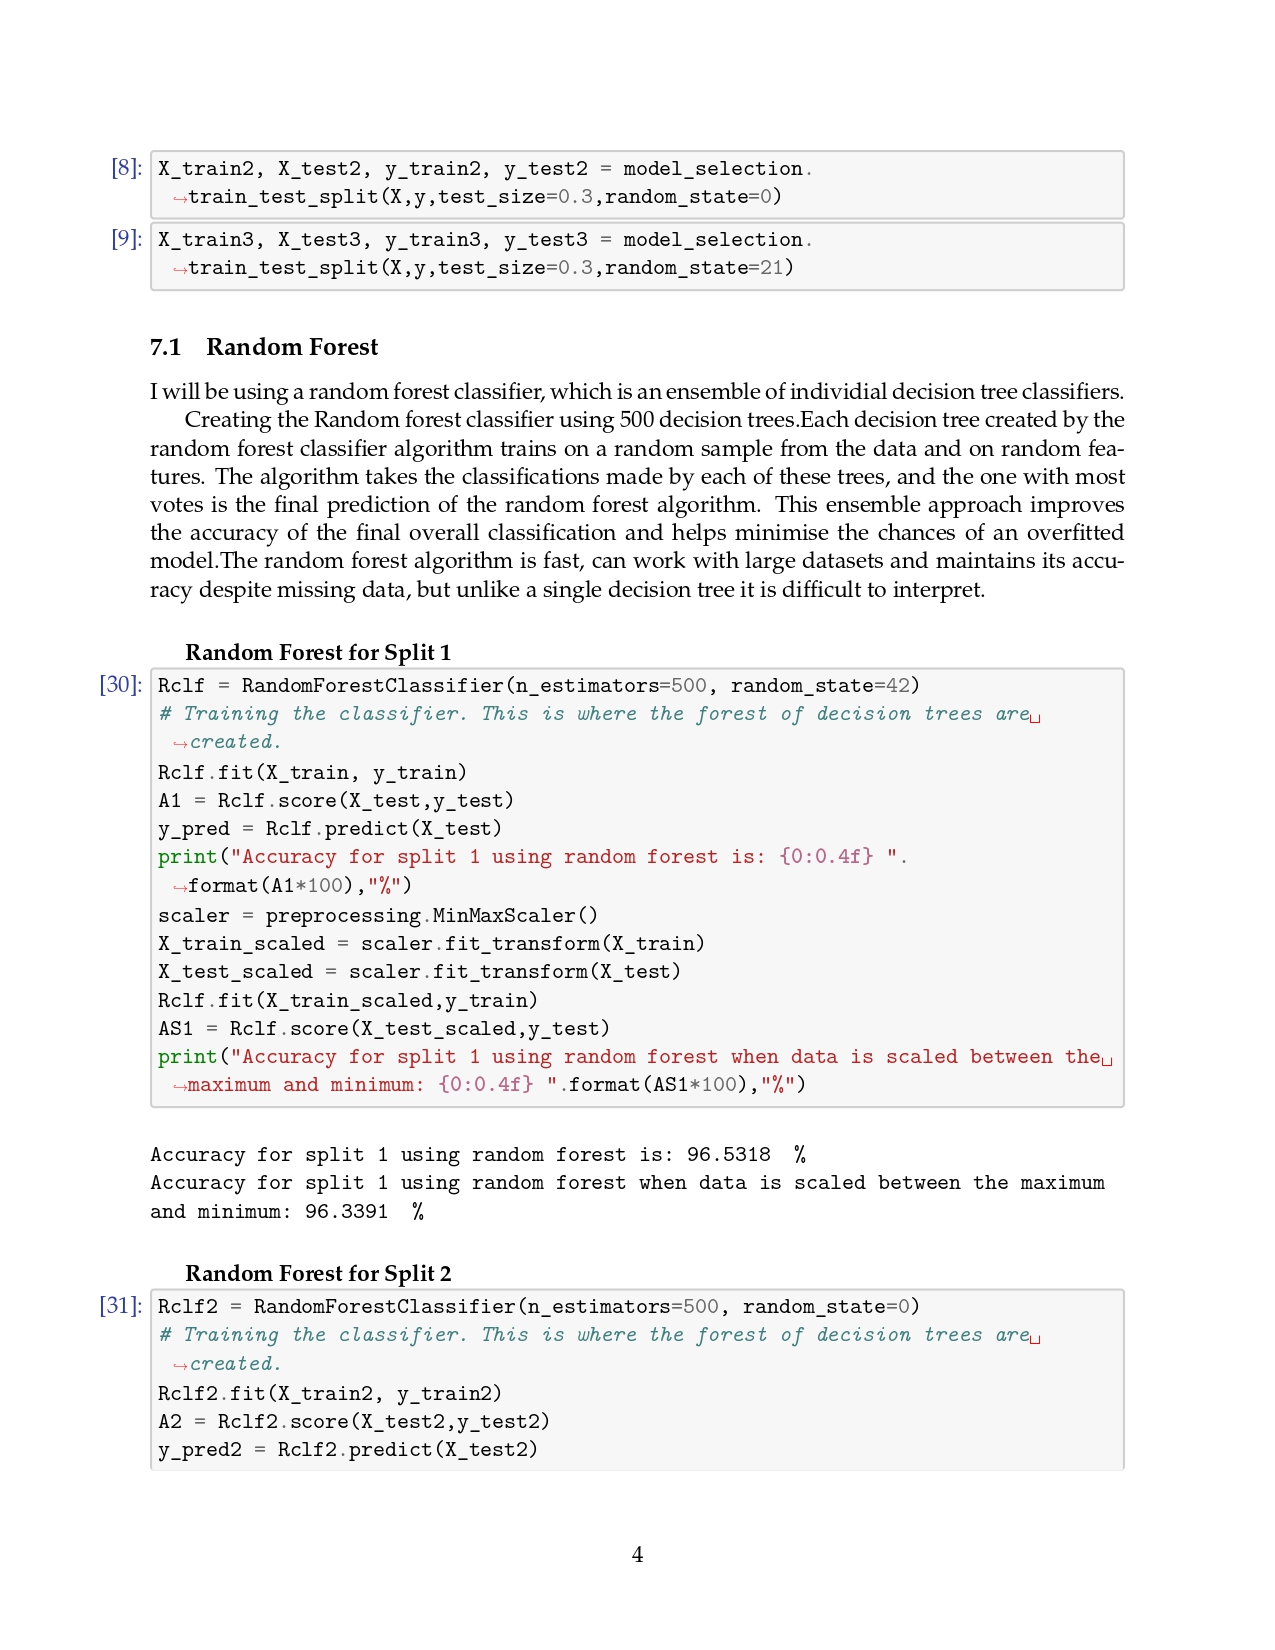 [8]: X_train2, X_test2, y_train2, y_test2 = model_selection.
↪train_test_split(X,y,test_size=0.3,random_state=0)
[9]: X_train3, X_test3, y_train3, y_test3 = model_selection.
↪train_test_split(X,y,test_size=0.3,random_state=21)
7.1 Random Forest
I will be using a random forest classifier, which is an ensemble of individial decision tree classifiers.
Creating the Random forest classifier using 500 decision trees.Each decision tree created by the
random forest classifier algorithm trains on a random sample from the data and on random fea-
tures. The algorithm takes the classifications made by each of these trees, and the one with most
votes is the final prediction of the random forest algorithm. This ensemble approach improves
the accuracy of the final overall classification and helps minimise the chances of an overfitted
model.The random forest algorithm is fast, can work with large datasets and maintains its accu-
racy despite missing data, but unlike a single decision tree it is difficult to interpret.
Random Forest for Split 1
[30]: Rclf = RandomForestClassifier(n_estimators=500, random_state=42)
# Training the classifier. This is where the forest of decision trees are␣
↪created.
Rclf.fit(X_train, y_train)
A1 = Rclf.score(X_test,y_test)
y_pred = Rclf.predict(X_test)
print("Accuracy for split 1 using random forest is: {0:0.4f} ".
↪format(A1*100),"%")
scaler = preprocessing.MinMaxScaler()
X_train_scaled = scaler.fit_transform(X_train)
X_test_scaled = scaler.fit_transform(X_test)
Rclf.fit(X_train_scaled,y_train)
AS1 = Rclf.score(X_test_scaled,y_test)
print("Accuracy for split 1 using random forest when data is scaled between the␣
↪maximum and minimum: {0:0.4f} ".format(AS1*100),"%")
Accuracy for split 1 using random forest is: 96.5318  %
Accuracy for split 1 using random forest when data is scaled between the maximum
and minimum: 96.3391  %
Random Forest for Split 2
[31]: Rclf2 = RandomForestClassifier(n_estimators=500, random_state=0)
# Training the classifier. This is where the forest of decision trees are␣
↪created.
Rclf2.fit(X_train2, y_train2)
A2 = Rclf2.score(X_test2,y_test2)
y_pred2 = Rclf2.predict(X_test2)
4